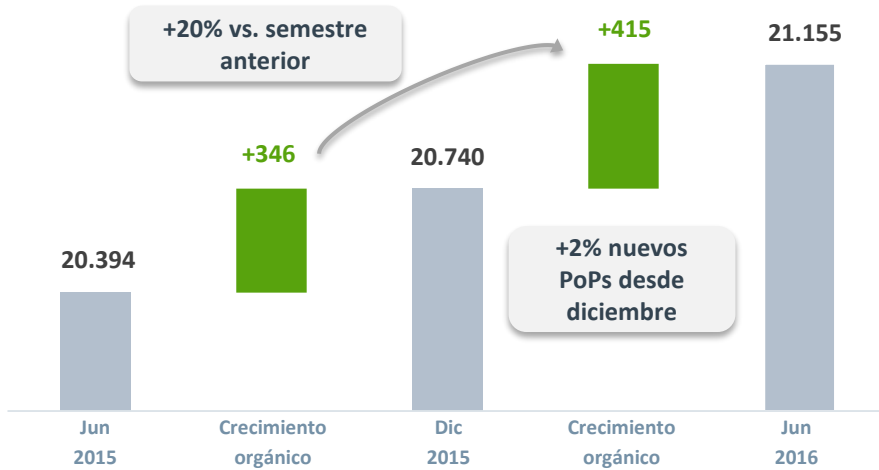 +20% vs. semestre
anterior
+415
21.155
+346
20.740
20.394
+2% nuevos
PoPs desde
diciembre
Jun
2015
Crecimiento
orgánico
Dic
2015
Crecimiento
orgánico
Jun
2016